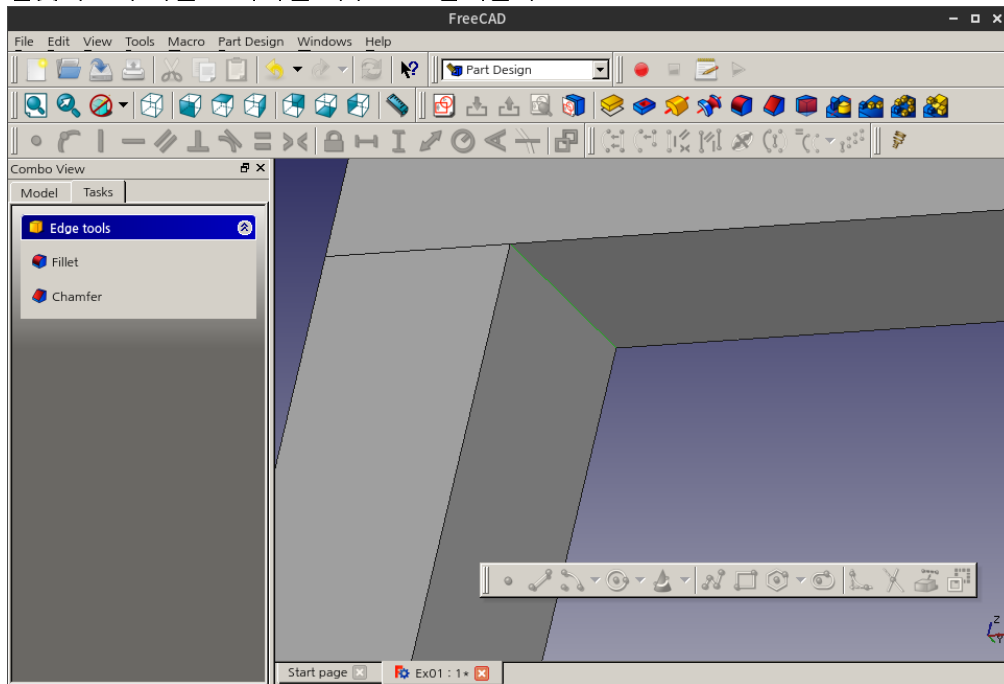 FreeCAD
File Edit View Tools Macro Part Design Windows Help
Part Design
Combo View
Model Tasks
Edge tools
Fillet
Chamfer
Z
Y
Start page Ex01 : 1*